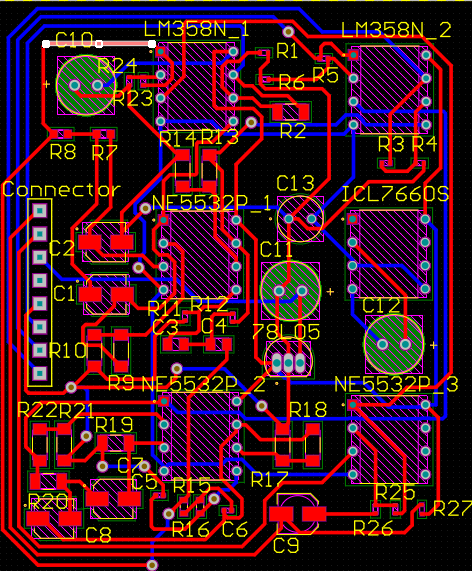 LM358N_1
C10
LM358N_2
R1
R24
R5
R23
R6
R2
R14
R13
R8
R7
R3
R4
Connector
C13
NE5532P_1
ICL7660S
C2
C11
C1
R11
R12
C12
C3
C4
78L05
R10
R9
NE5532P_2
NE5532P_3
R22
R21
R19
R18
C7
C5
R17
R20
R15
R25
R16
C6
R26
R27
C8
C9